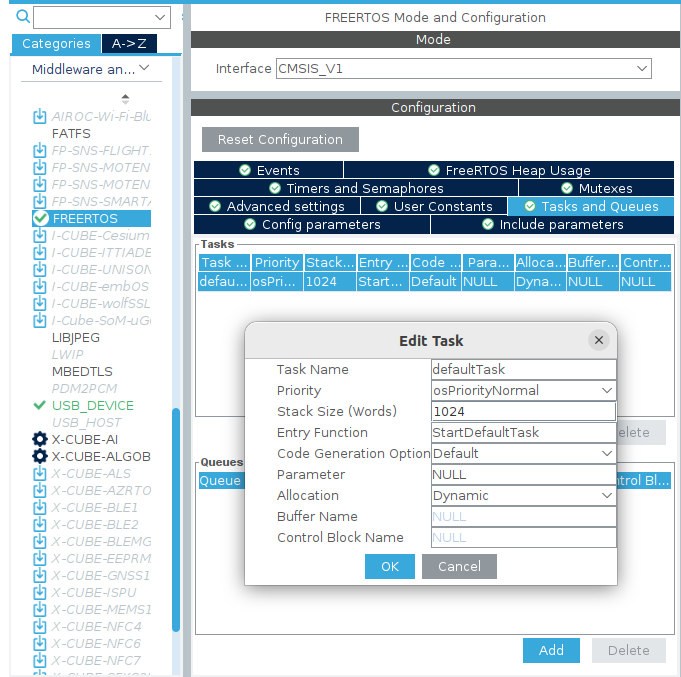 FREERTOS Mode and Configuration
Mode
Categories
A->Z
Middleware an...
Interface
CMSIS_V1
Configuration
Reset Configuration
AIROC-Wi-Fi-Blu
FATFS
FP-SNS-FLIGHT
FP-SNS-MOTEN
FP-SNS-MOTEN
FP-SNS-SMARTA
FREERTOS
I-CUBE-Cesium
I-CUBE-ITTIADE
I-CUBE-UNISON
I-CUBE-embOS
I-CUBE-wolfSSL
I-Cube-SoM-uG
LIBJPEG
LWIP
MBEDTLS
PDM2PCM
USB_DEVICE
USB_HOST
X-CUBE-AI
X-CUBE-ALGOB
X-CUBE-ALS
X-CUBE-AZRTO
X-CUBE-BLE1
X-CUBE-BLE2
X-CUBE-BLEMG
X-CUBE-EEPRM
X-CUBE-GNSS1
X-CUBE-ISPU
X-CUBE-MEMS1
X-CUBE-NFC4
X-CUBE-NFC6
X-CUBE-NFC7
Events
FreeRTOS Heap Usage
Timers and Semaphores
Mutexes
Advanced settings
User Constants
Tasks and Queues
Config parameters
Include parameters
Tasks
Task ... Priority Stack... Entry ... Code ... Para... Alloca... Buffer... Contr...
defau... osPri... 1024 Start... Default NULL Dyna... NULL NULL
Edit Task
Task Name defaultTask
Priority osPriorityNormal
Stack Size (Words) 1024
Entry Function StartDefaultTask
Code Generation Option Default
Parameter NULL
Allocation Dynamic
Buffer Name NULL
Control Block Name NULL
OK
Cancel
elete
Queues
Queue
ntrol Bl...
Add
Delete